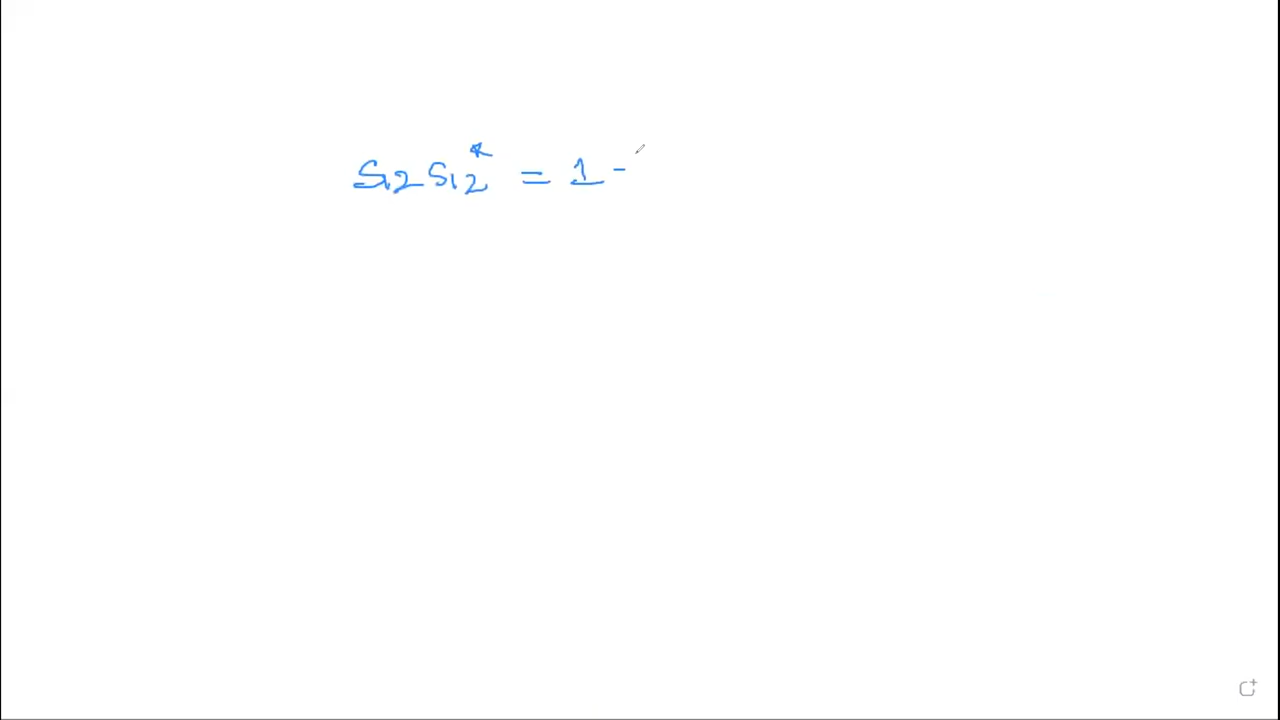 S₁₂S₁₂* = 1 -